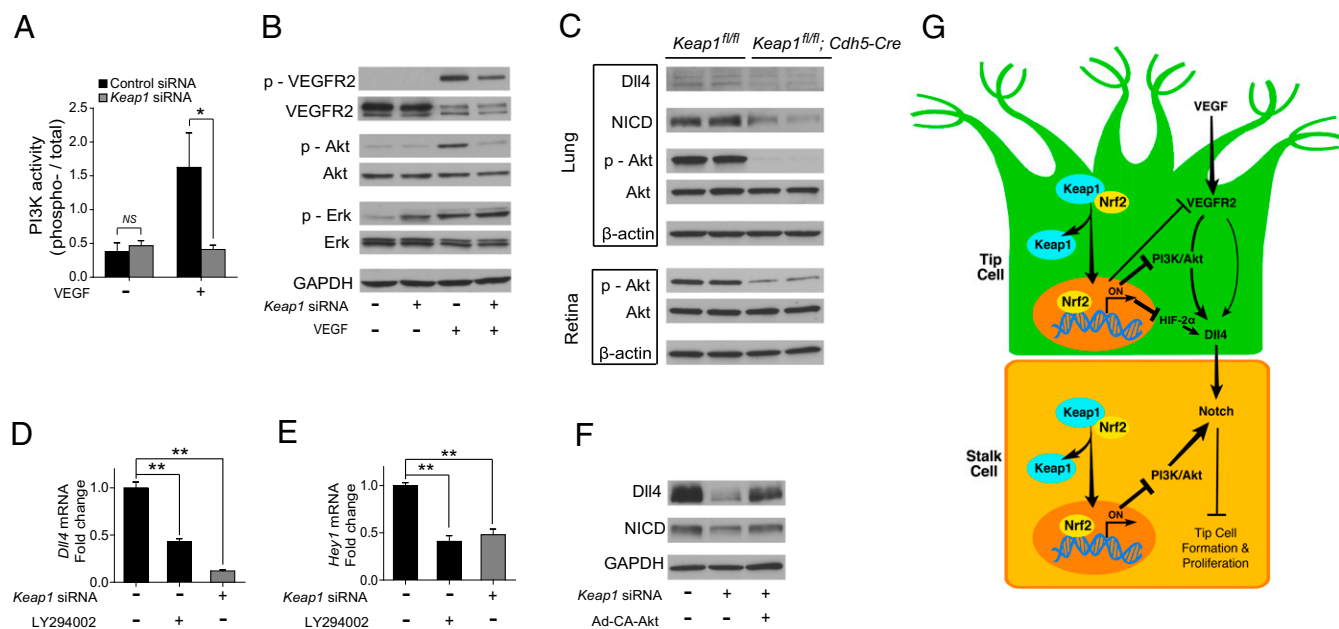 A
Control siRNA
Keap1 siRNA
PI3K activity
(phospho- / total)
2.5
2.0
1.5
1.0
0.5
0.0
NS
*
VEGF - +
B
p - VEGFR2
VEGFR2
p - Akt
Akt
p - Erk
Erk
GAPDH
Keap1 siRNA - + - +
VEGF - - + +
C
Keap1fl/fl Keap1fl/fl; Cdh5-Cre
Lung
Dll4
NICD
p - Akt
Akt
β-actin
Retina
p - Akt
Akt
β-actin
D
Dll4 mRNA
Fold change
1.0
0.5
0.0
**
**
Keap1 siRNA - - +
LY294002 - + -
E
Hey1 mRNA
Fold change
1.0
0.5
0.0
**
**
Keap1 siRNA - - +
LY294002 - + -
F
Dll4
NICD
GAPDH
Keap1 siRNA - + +
Ad-CA-Akt - - +
G
VEGF
Keap1
Nrf2
VEGFR2
Keap1
PI3K/Akt
Tip
Cell
ON
Nrf2
HIF-2α
Dll4
Keap1
Nrf2
Notch
Keap1
Stalk
Cell
PI3K/Akt
ON
Nrf2
Tip Cell
Formation &
Proliferation